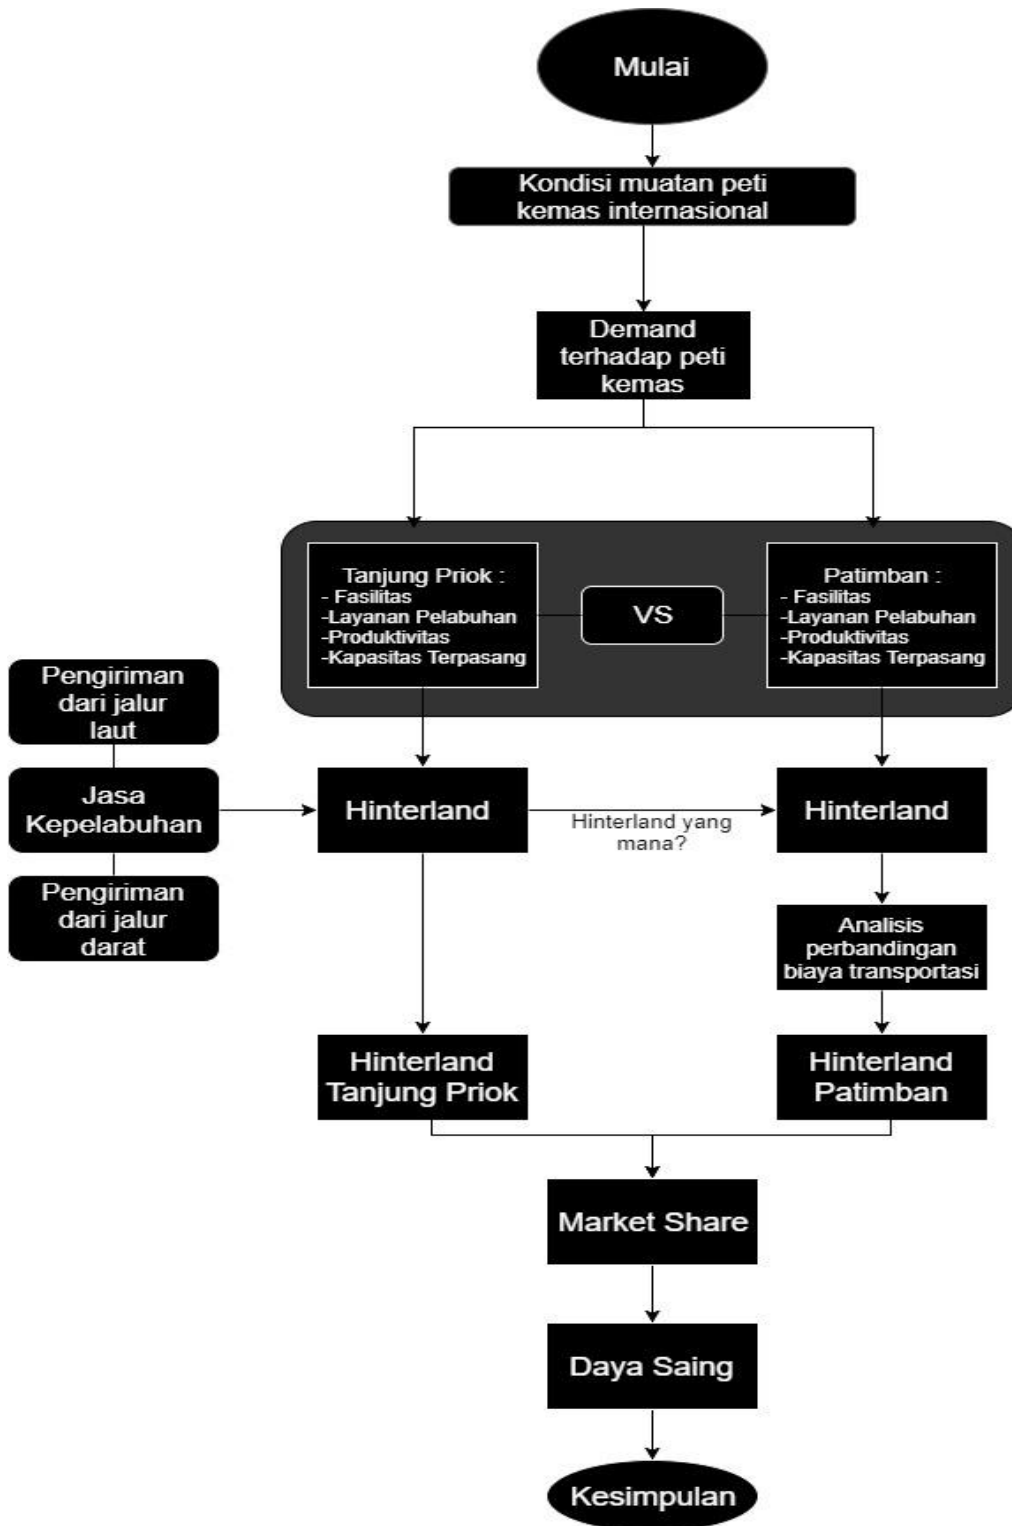 Mulai
Kondisi muatan peti
kemas internasional
Demand
terhadap peti
kemas
Tanjung Priok :
- Fasilitas
-Layanan Pelabuhan
-Produktivitas
-Kapasitas Terpasang
VS
Patimban :
- Fasilitas
-Layanan Pelabuhan
-Produktivitas
-Kapasitas Terpasang
Pengiriman
dari jalur
laut
Jasa
Kepelabuhan
Pengiriman
dari jalur
darat
Hinterland
Hinterland yang
mana?
Hinterland
Analisis
perbandingan
biaya transportasi
Hinterland
Tanjung Priok
Hinterland
Patimban
Market Share
Daya Saing
Kesimpulan